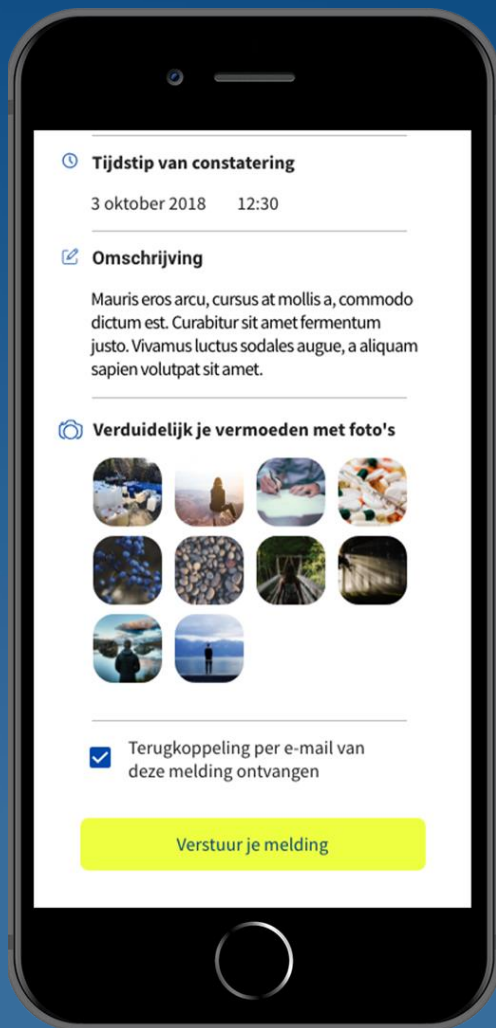 Tijdstip van constatering
3 oktober 2018 12:30
Omschrijving
Mauris eros arcu, cursus at mollis a, commodo
dictum est. Curabitur sit amet fermentum
justo. Vivamus luctus sodales augue, a aliquam
sapien volutpat sit amet.
Verduidelijk je vermoeden met foto's
Terugkoppeling per e-mail van
deze melding ontvangen
Verstuur je melding